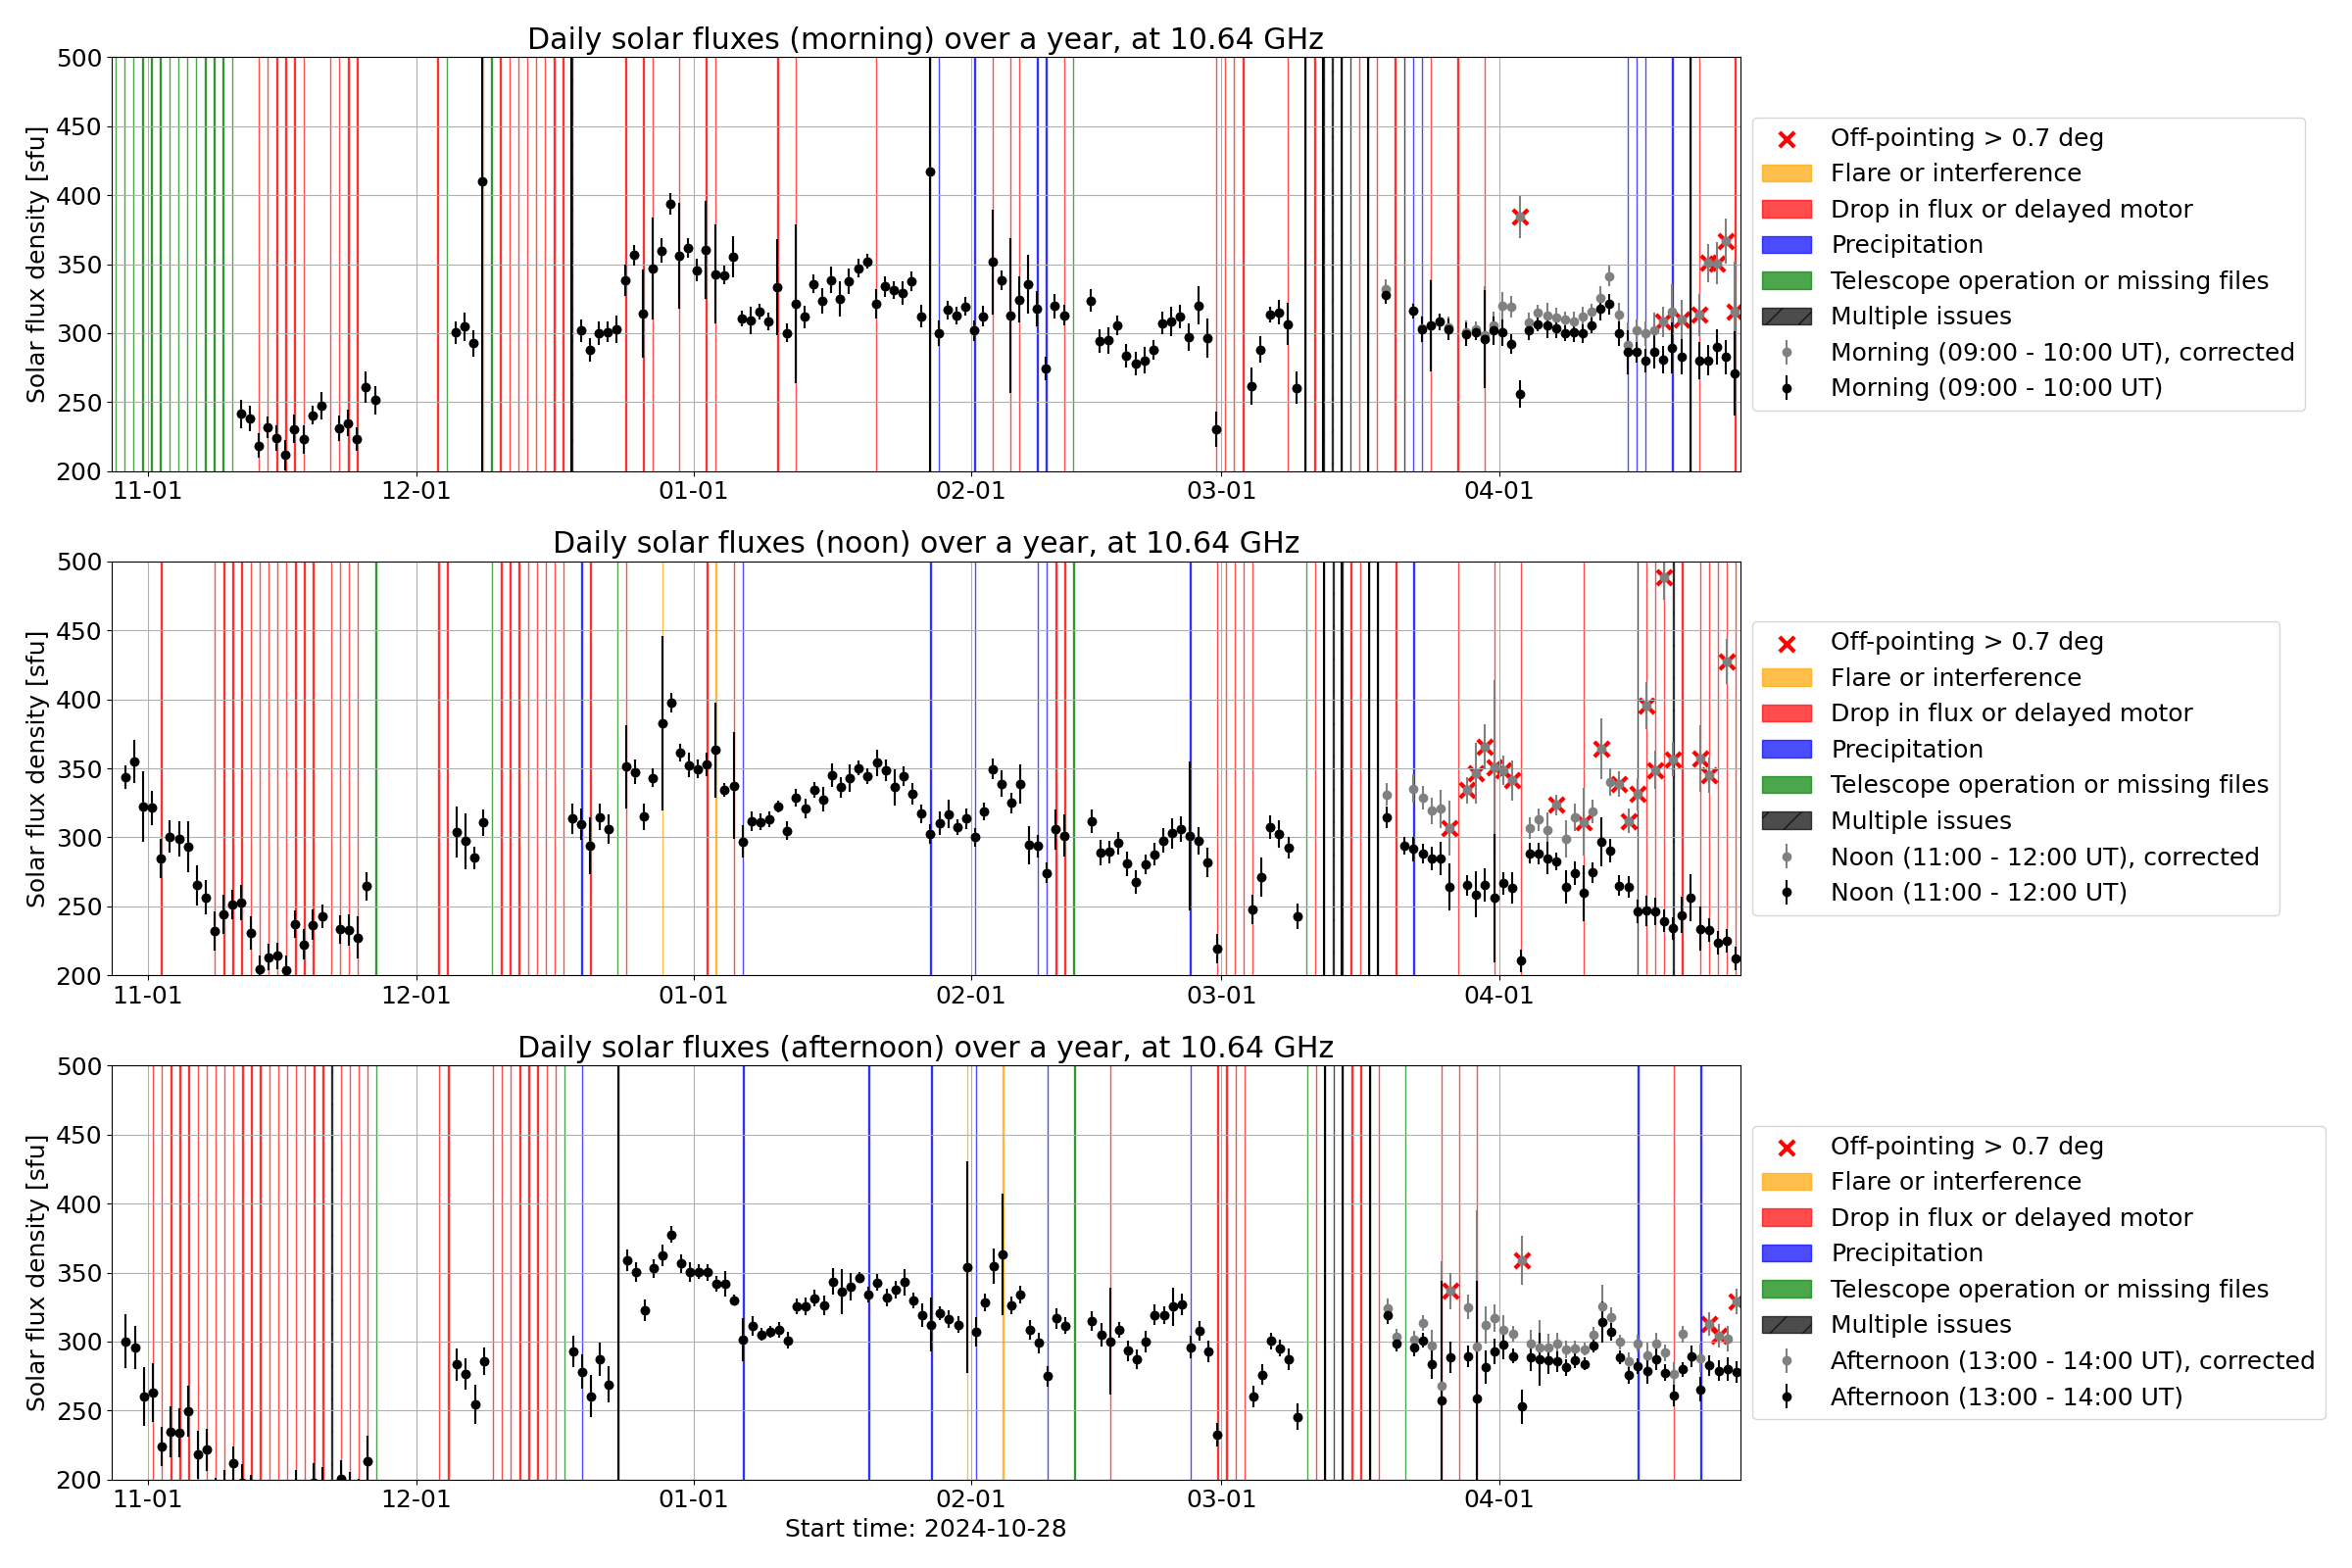 Daily solar fluxes (morning) over a year, at 10.64 GHz
Solar flux density [sfu]
500
450
400
350
300
250
200
11-01 12-01 01-01 02-01 03-01 04-01
Off-pointing > 0.7 deg
Flare or interference
Drop in flux or delayed motor
Precipitation
Telescope operation or missing files
Multiple issues
Morning (09:00 - 10:00 UT), corrected
Morning (09:00 - 10:00 UT)
Daily solar fluxes (noon) over a year, at 10.64 GHz
Solar flux density [sfu]
500
450
400
350
300
250
200
11-01 12-01 01-01 02-01 03-01 04-01
Off-pointing > 0.7 deg
Flare or interference
Drop in flux or delayed motor
Precipitation
Telescope operation or missing files
Multiple issues
Noon (11:00 - 12:00 UT), corrected
Noon (11:00 - 12:00 UT)
Daily solar fluxes (afternoon) over a year, at 10.64 GHz
Solar flux density [sfu]
500
450
400
350
300
250
200
11-01 12-01 01-01 02-01 03-01 04-01
Start time: 2024-10-28
Off-pointing > 0.7 deg
Flare or interference
Drop in flux or delayed motor
Precipitation
Telescope operation or missing files
Multiple issues
Afternoon (13:00 - 14:00 UT), corrected
Afternoon (13:00 - 14:00 UT)